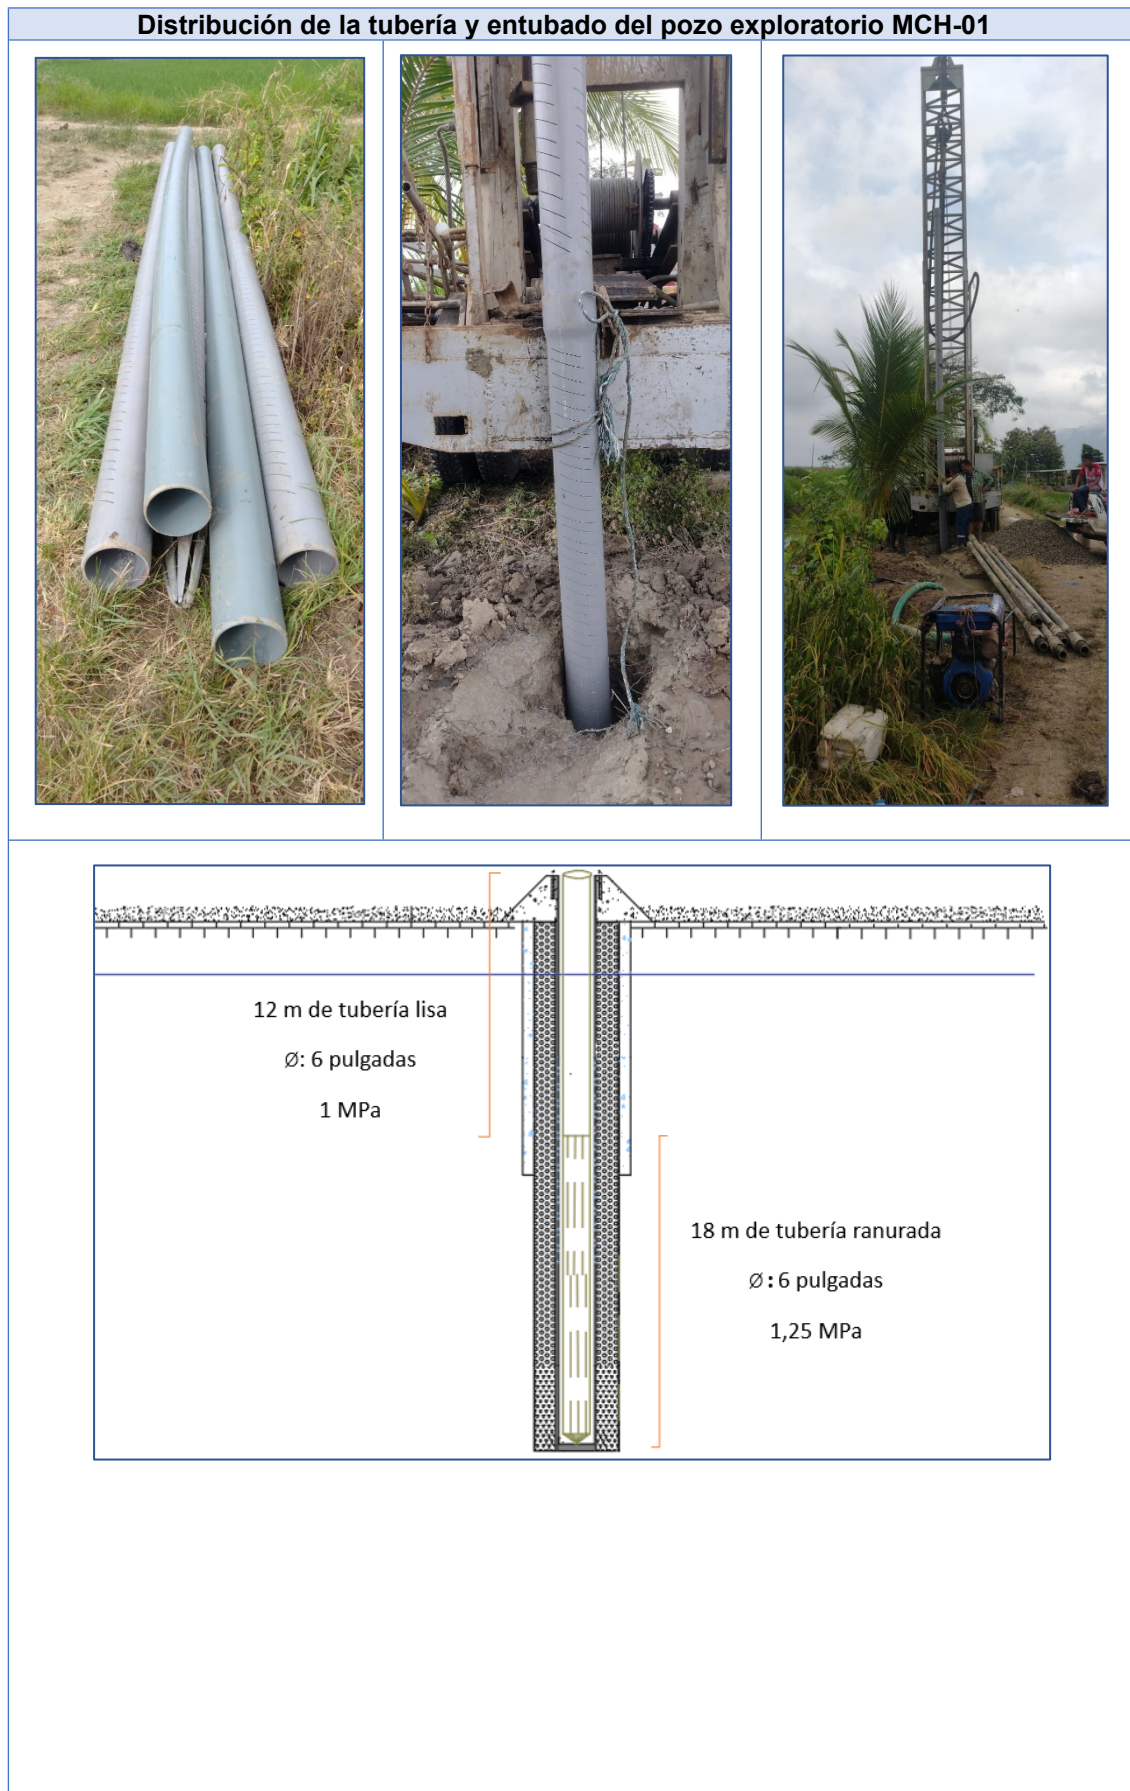 Distribución de la tubería y entubado del pozo exploratorio MCH-01
12 m de tubería lisa
Ø: 6 pulgadas
1 MPa
18 m de tubería ranurada
Ø: 6 pulgadas
1,25 MPa